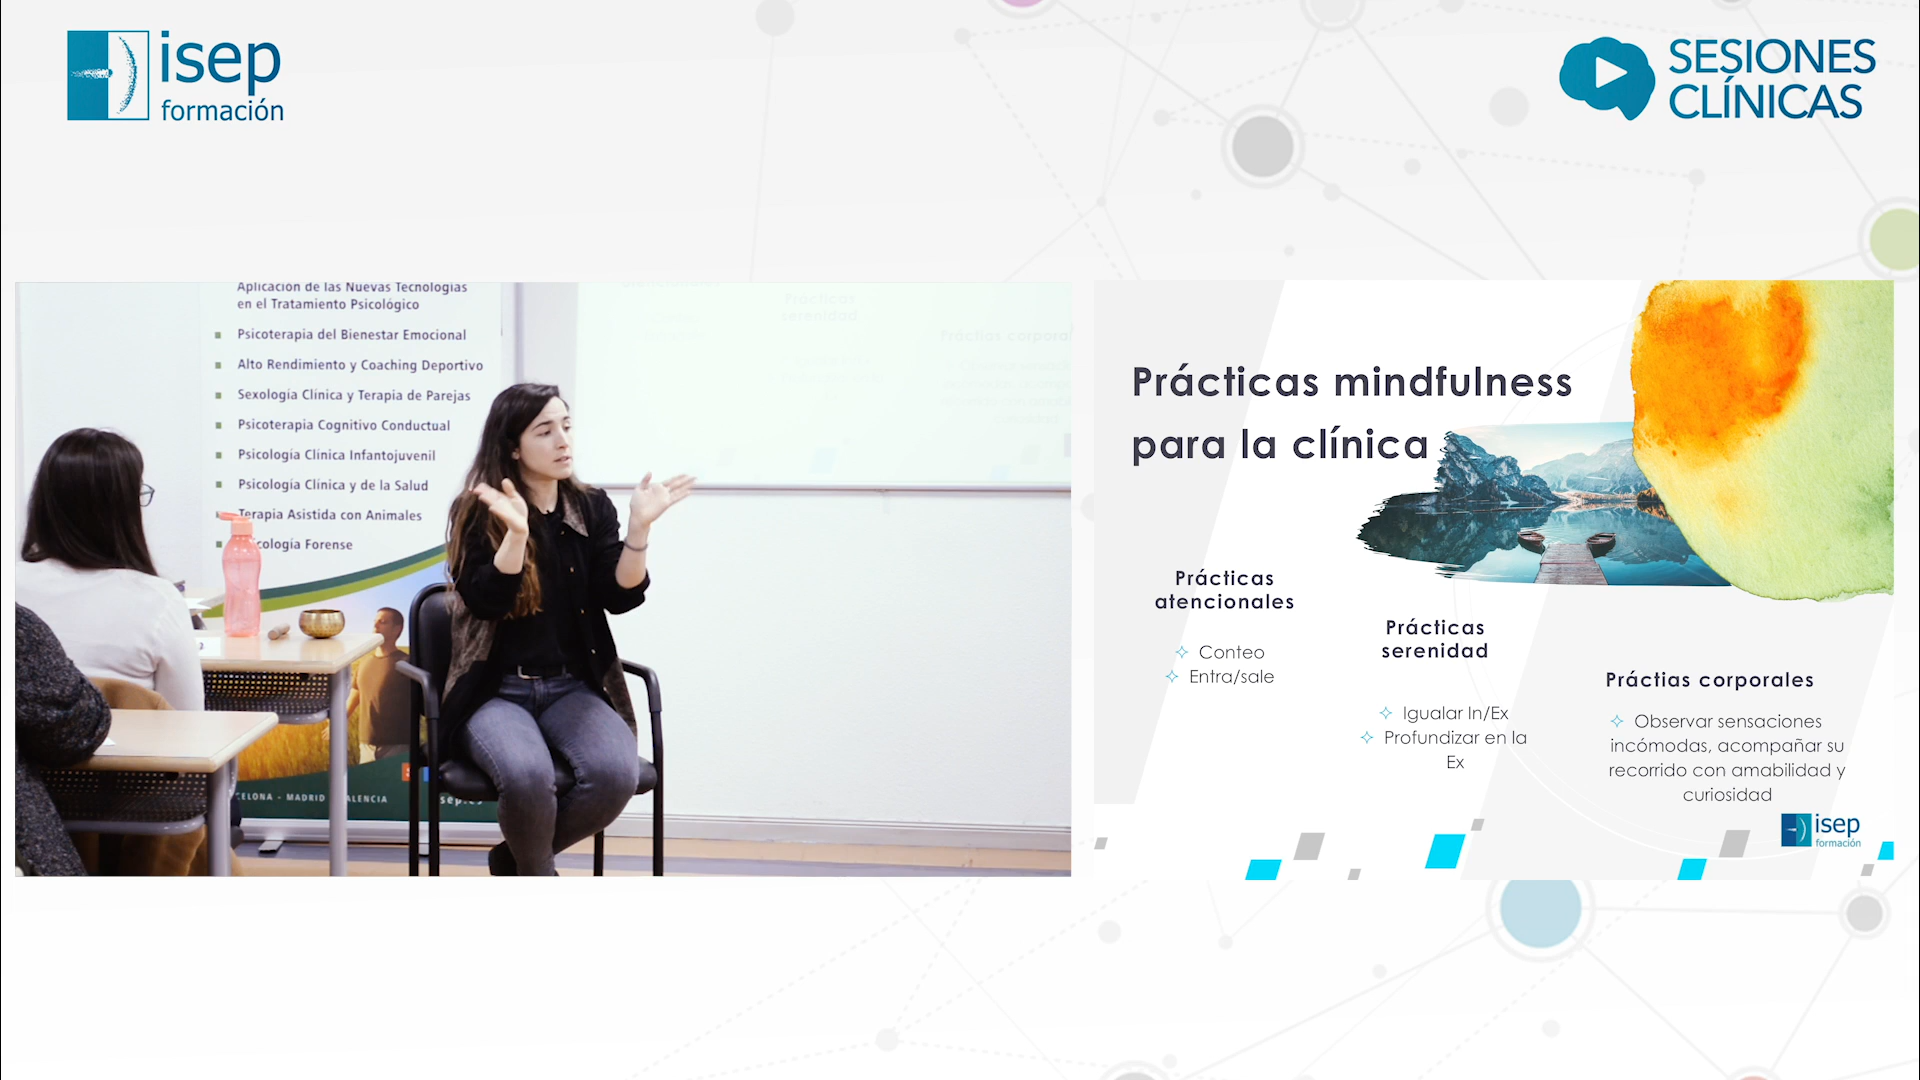 isep
formación
SESIONES
CLÍNICAS
Aplicación de las Nuevas Tecnologías
en el Tratamiento Psicológico
Psicoterapia del Bienestar Emocional
Alto Rendimiento y Coaching Deportivo
Sexología Clínica y Terapia de Parejas
Psicoterapia Cognitivo Conductual
Psicología Clínica Infantojuvenil
Psicología Clínica y de la Salud
Terapia Asistida con Animales
cología Forense
ELONA - MADRID ALENCIA
Prácticas
serenidad
Práctias corporal
Prácticas mindfulness
para la clínica
Prácticas
atencionales
Conteo
Entra/sale
Prácticas
serenidad
Igualar In/Ex
Profundizar en la
Ex
Práctias corporales
Observar sensaciones
incómodas, acompañar su
recorrido con amabilidad y
curiosidad
isep
formación